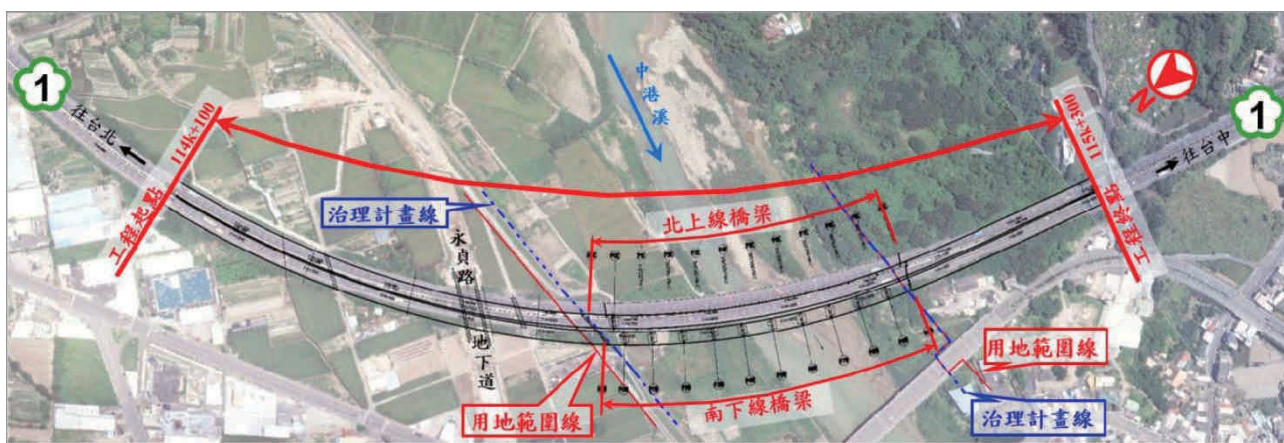 1
往台北
工程起點
114k+100
中港溪
N
1
往台中
115k+300
工程終點
治理計畫線
永貞路
地下道
北上線橋梁
用地範圍線
南下線橋梁
用地範圍線
治理計畫線